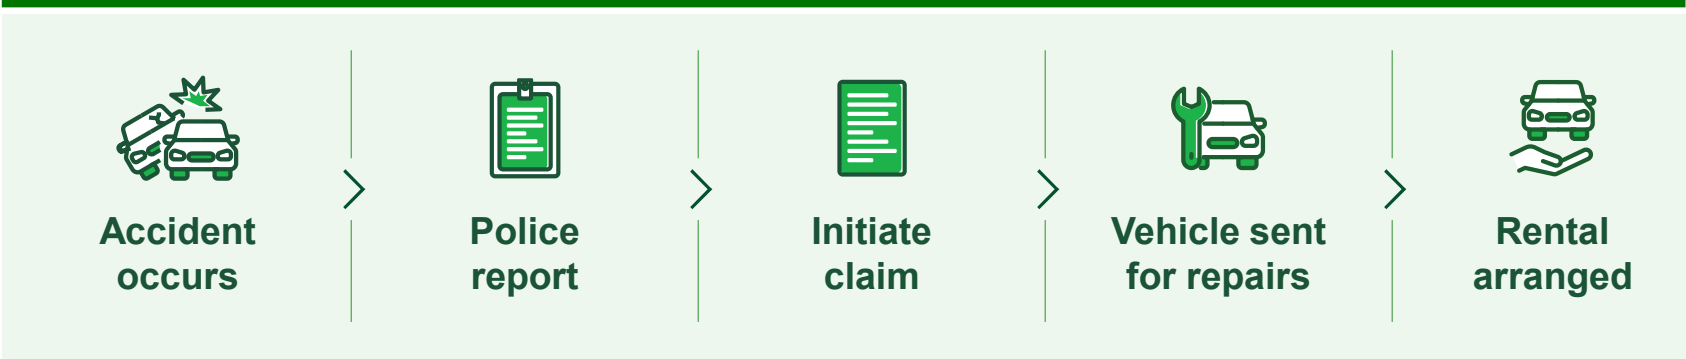 Accident
occurs
Police
report
Initiate
claim
Vehicle sent
for repairs
Rental
arranged